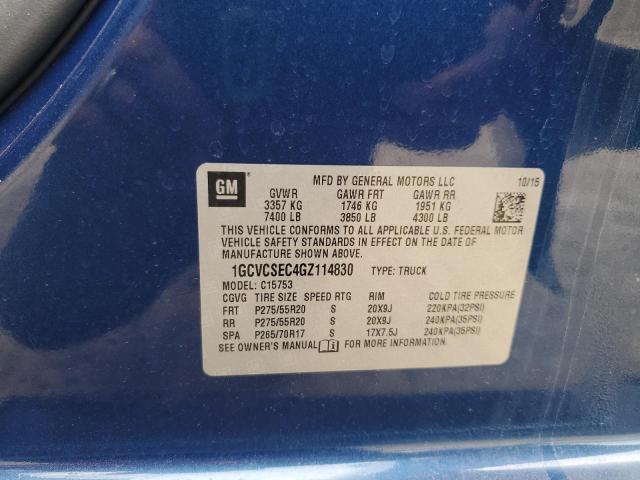 GM MFD BY GENERAL MOTORS LLC 10/15
GVWR GAWR FRT GAWR RR
3357 KG 1746 KG 1951 KG
7400 LB 3850 LB 4300 LB
THIS VEHICLE CONFORMS TO ALL APPLICABLE U.S. FEDERAL MOTOR
VEHICLE SAFETY STANDARDS IN EFFECT ON THE DATE OF
MANUFACTURE SHOWN ABOVE.
1GCVCSEC4GZ114830 TYPE: TRUCK
MODEL: C15753
CGVG TIRE SIZE SPEED RTG RIM COLD TIRE PRESSURE
FRT P275/55R20 S 20X9J 220KPA(32PSI)
RR P275/55R20 S 20X9J 240KPA(35PSI)
SPA P265/70R17 S 17X7.5J 240KPA(35PSI)
SEE OWNER'S MANUAL FOR MORE INFORMATION.